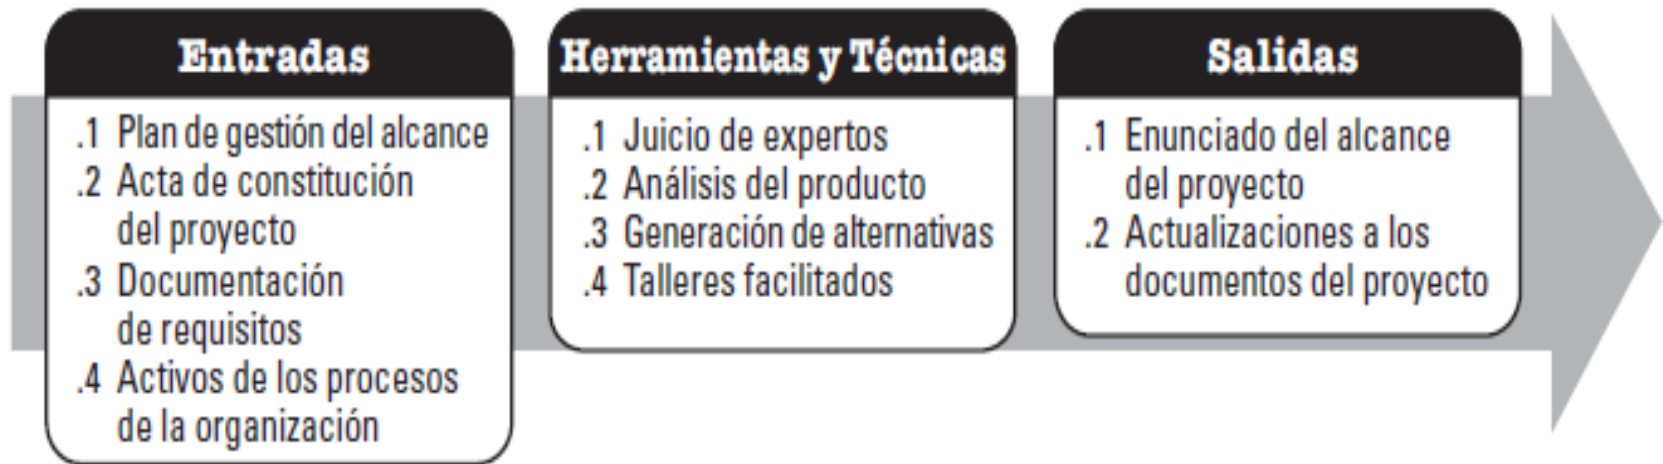 Entradas
.1 Plan de gestión del alcance
.2 Acta de constitución
del proyecto
.3 Documentación
de requisitos
.4 Activos de los procesos
de la organización
Herramientas y Técnicas
.1 Juicio de expertos
.2 Análisis del producto
.3 Generación de alternativas
.4 Talleres facilitados
Salidas
.1 Enunciado del alcance
del proyecto
.2 Actualizaciones a los
documentos del proyecto